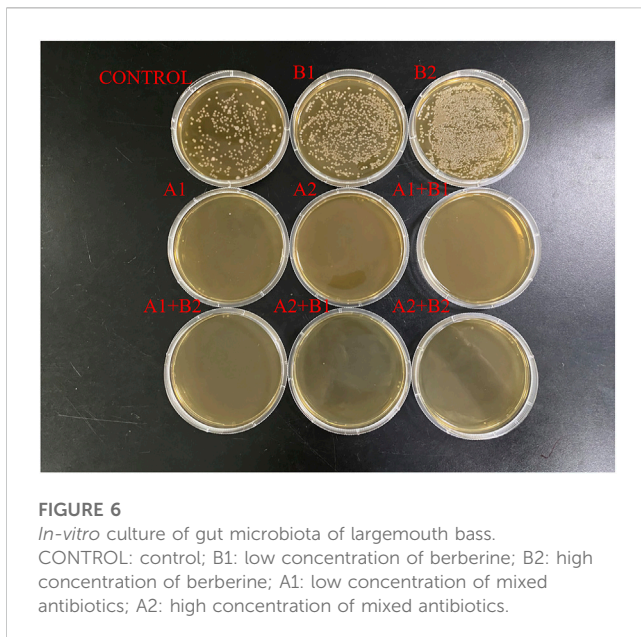 CONTROL B1 B2
A1 A2 A1+B1
A1+B2 A2+B1 A2+B2
FIGURE 6
In-vitro culture of gut microbiota of largemouth bass.
CONTROL: control; B1: low concentration of berberine; B2: high
concentration of berberine; A1: low concentration of mixed
antibiotics; A2: high concentration of mixed antibiotics.